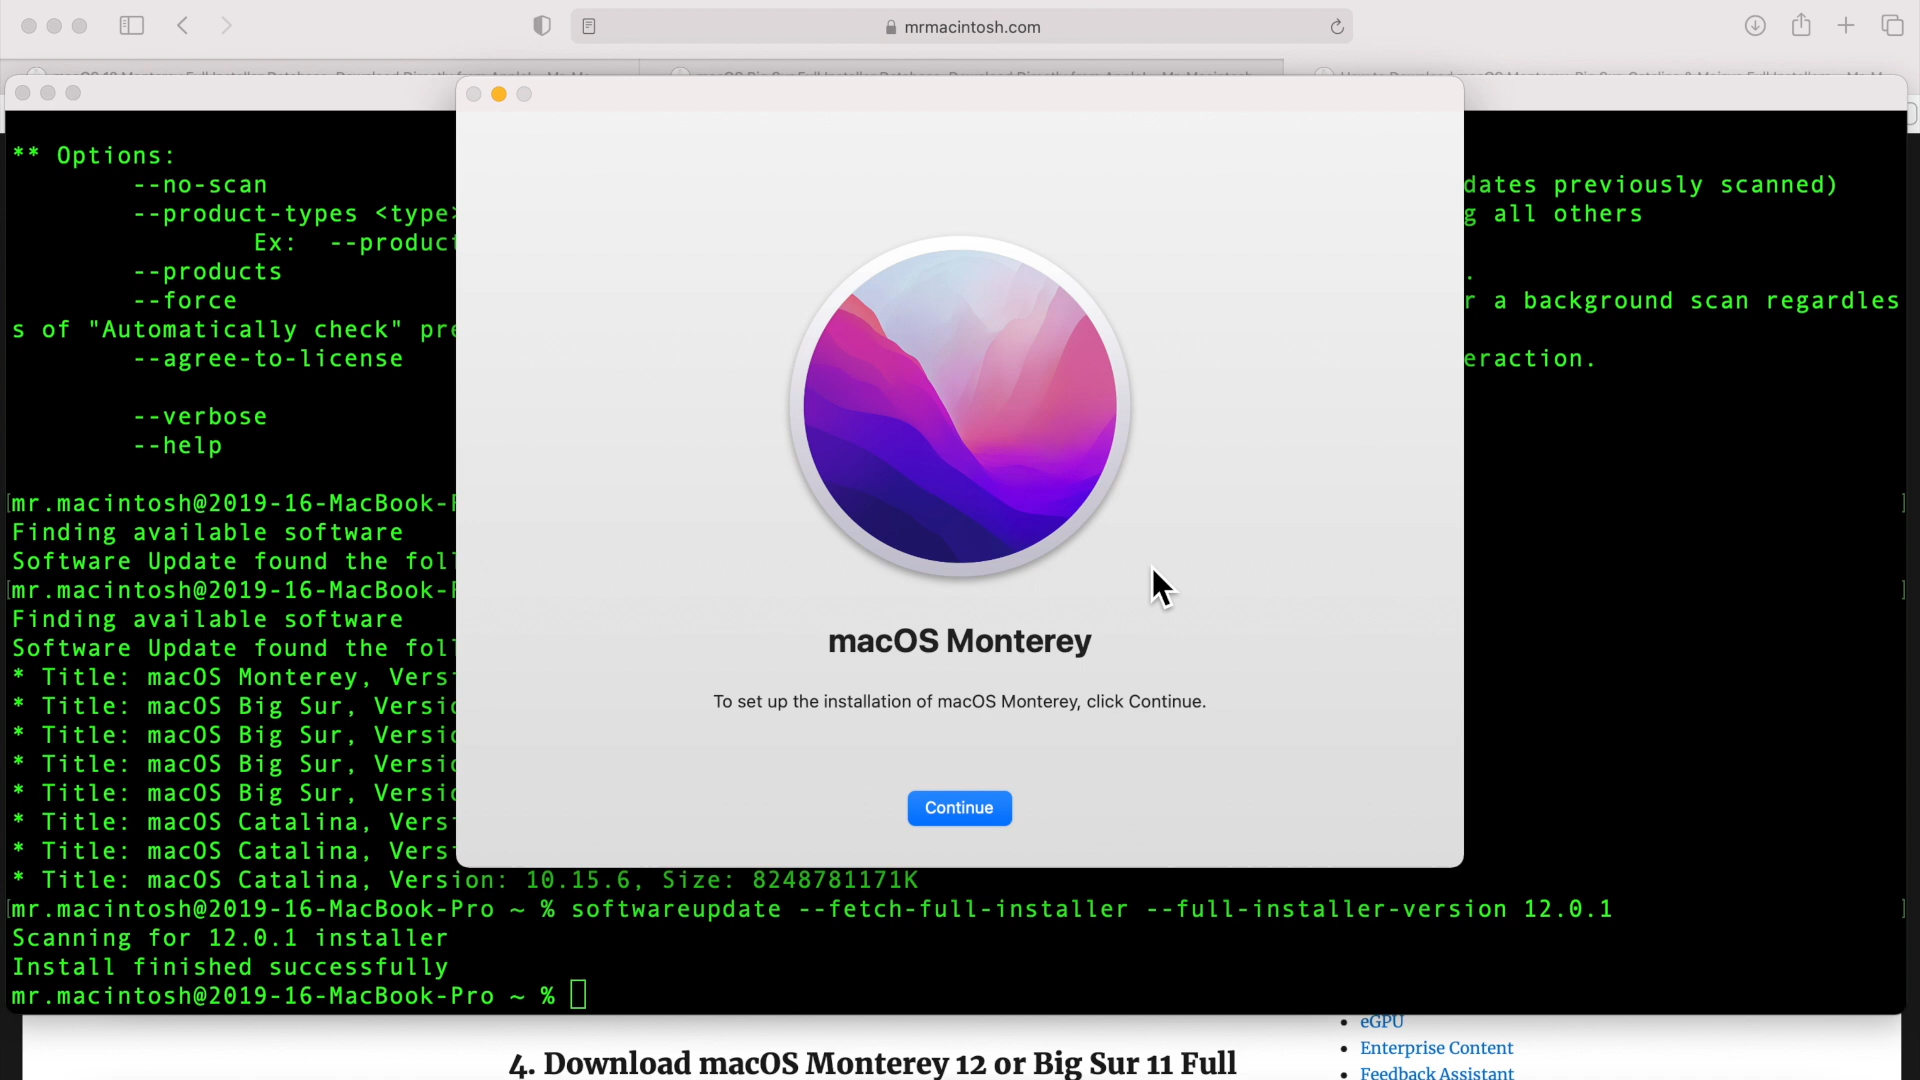 mrmacintosh.com
** Options:
--no-scan
dates previously scanned)
--product-types <type>
g all others
Ex: --product
--products
.
--force
r a background scan regardles
s of "Automatically check" pre
--agree-to-license
eraction.
--verbose
--help
mr.macintosh@2019-16-MacBook-P
Finding available software
Software Update found the foll
mr.macintosh@2019-16-MacBook-P
Finding available software
Software Update found the foll
* Title: macOS Monterey, Vers
* Title: macOS Big Sur, Versio
* Title: macOS Big Sur, Versio
* Title: macOS Big Sur, Versio
* Title: macOS Big Sur, Versio
* Title: macOS Catalina, Vers
* Title: macOS Catalina, Vers
* Title: macOS Catalina, Version: 10.15.6, Size: 8248781171K
mr.macintosh@2019-16-MacBook-Pro ~ % softwareupdate --fetch-full-installer --full-installer-version 12.0.1
Scanning for 12.0.1 installer
Install finished successfully
mr.macintosh@2019-16-MacBook-Pro ~ %
macOS Monterey
To set up the installation of macOS Monterey, click Continue.
Continue
4. Download macOS Monterey 12 or Big Sur 11 Full
eGPU
Enterprise Content
Feedback Assistant